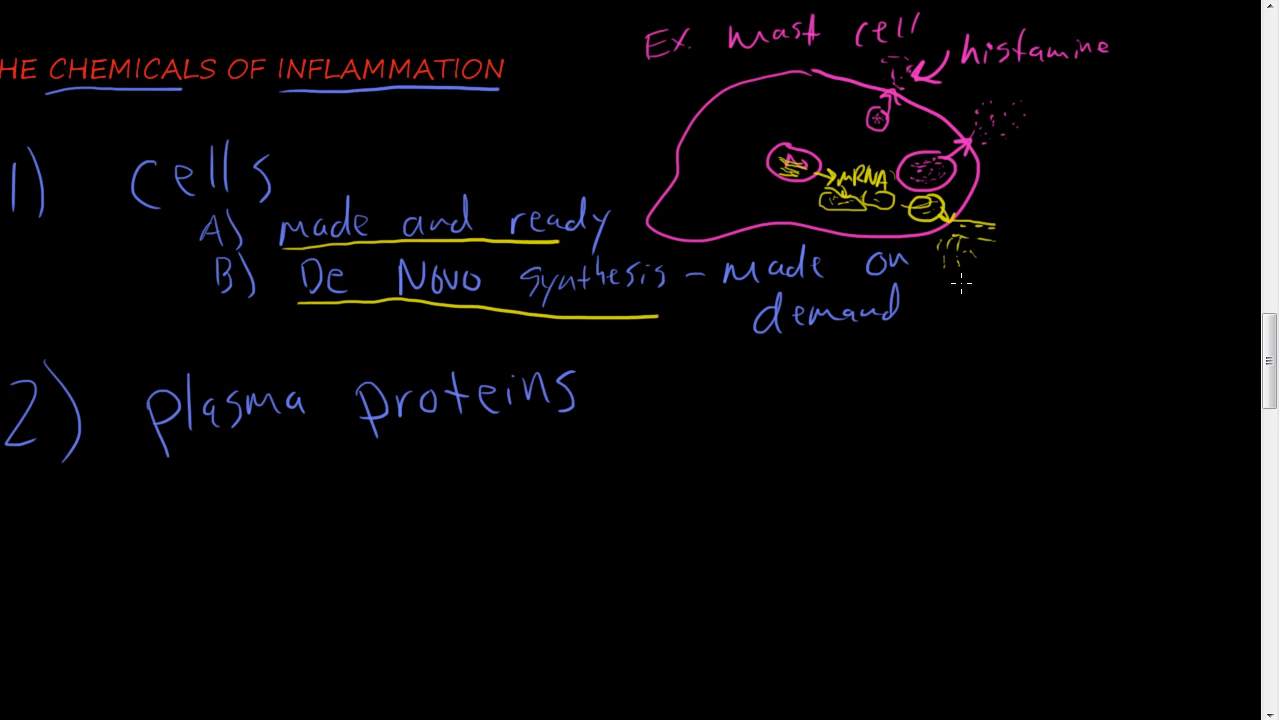 HE CHEMICALS OF INFLAMMATION
Ex. mast cell
histamine
1) cells
mRNA
A) made and ready
B) De Novo synthesis – made on demand
2) plasma proteins